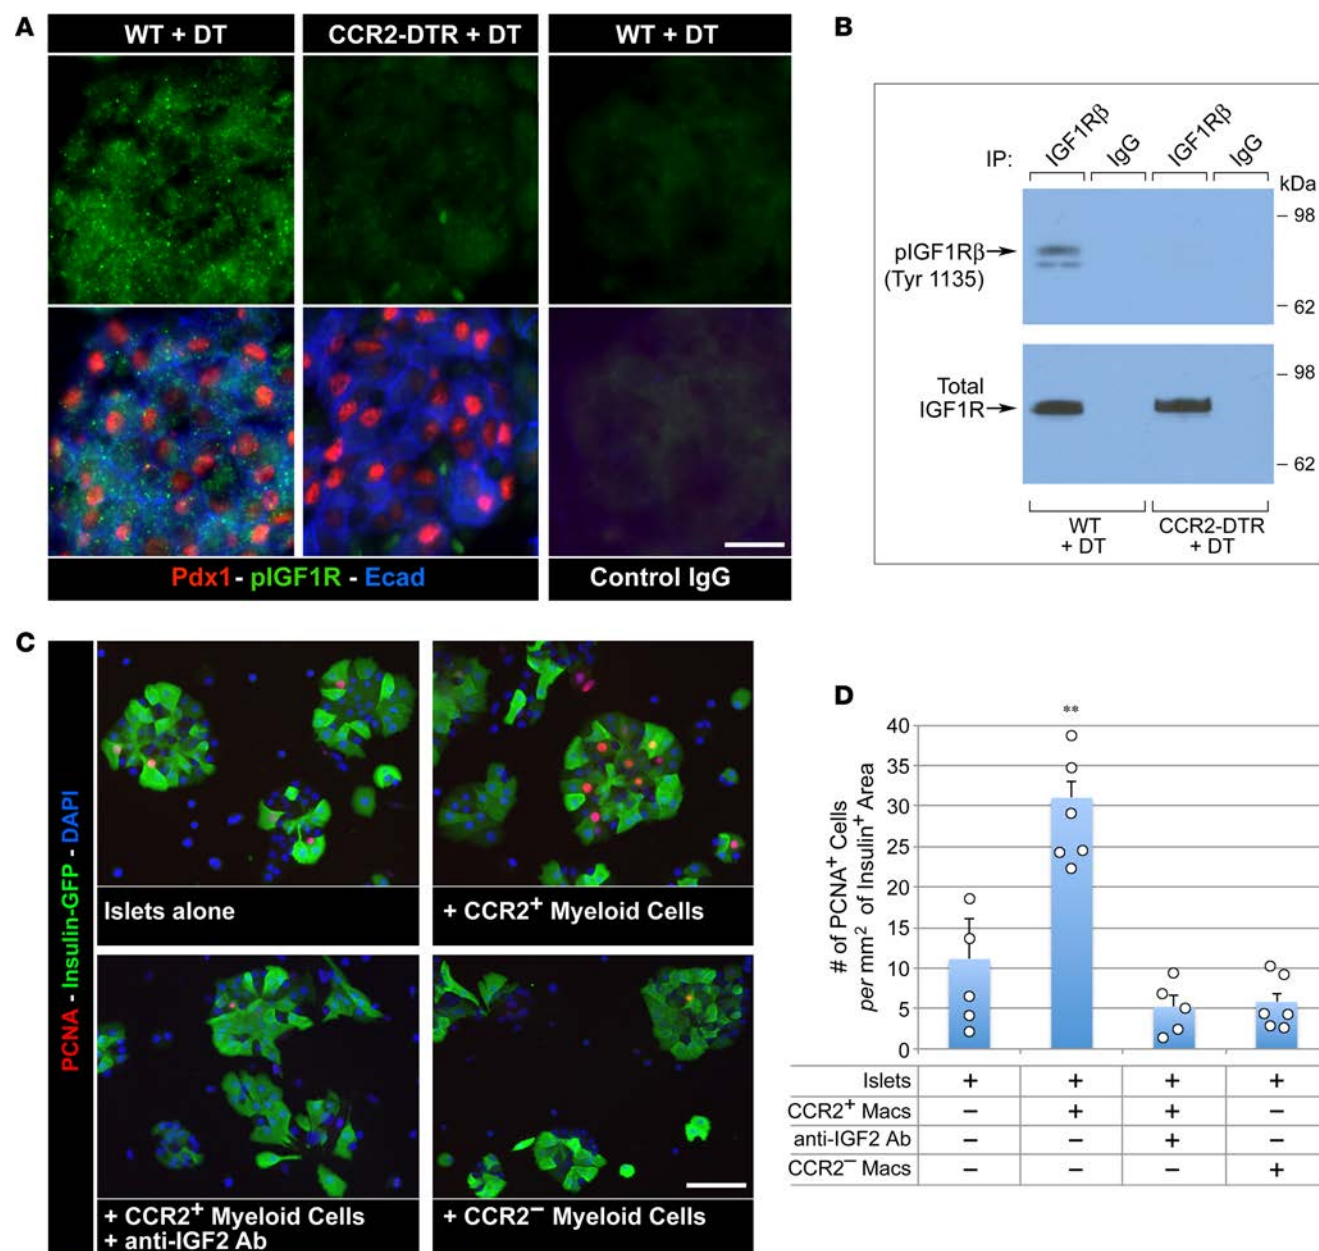 A
WT + DT
CCR2-DTR + DT
WT + DT
Pdx1 - pIGF1R - Ecad
Control IgG
B
IP:
IGF1Rβ
IgG
IGF1Rβ
IgG
kDa
– 98
pIGF1Rβ
(Tyr 1135)
– 62
– 98
Total
IGF1R
– 62
WT
+ DT
CCR2-DTR
+ DT
C
PCNA - Insulin-GFP - DAPI
Islets alone
+ CCR2⁺ Myeloid Cells
+ CCR2⁺ Myeloid Cells
+ anti-IGF2 Ab
+ CCR2⁻ Myeloid Cells
D
# of PCNA⁺ Cells
per mm² of Insulin⁺ Area
40
35
30
25
20
15
10
5
0
**
Islets + + + +
CCR2⁺ Macs − + + −
anti-IGF2 Ab − − + −
CCR2⁻ Macs − − − +